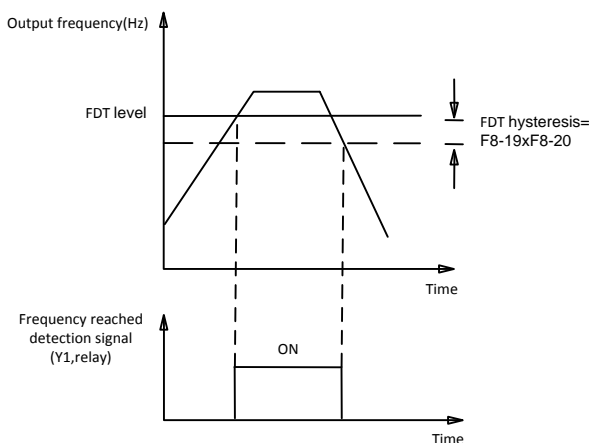 Output frequency(Hz)
FDT level
FDT hysteresis=
F8-19xF8-20
Time
Frequency reached
detection signal
(Y1,relay)
ON
Time